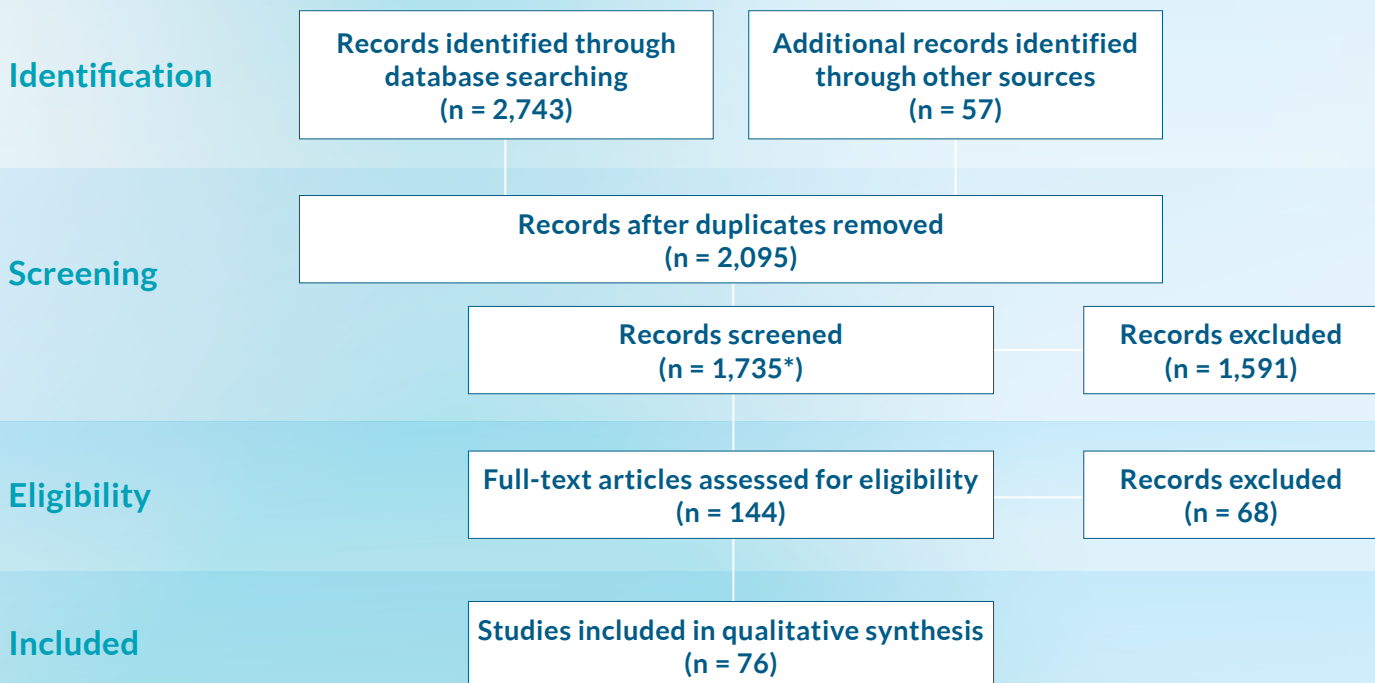 Identification
Records identified through
database searching
(n = 2,743)
Additional records identified
through other sources
(n = 57)
Screening
Records after duplicates removed
(n = 2,095)
Records screened
(n = 1,735*)
Records excluded
(n = 1,591)
Eligibility
Full-text articles assessed for eligibility
(n = 144)
Records excluded
(n = 68)
Included
Studies included in qualitative synthesis
(n = 76)